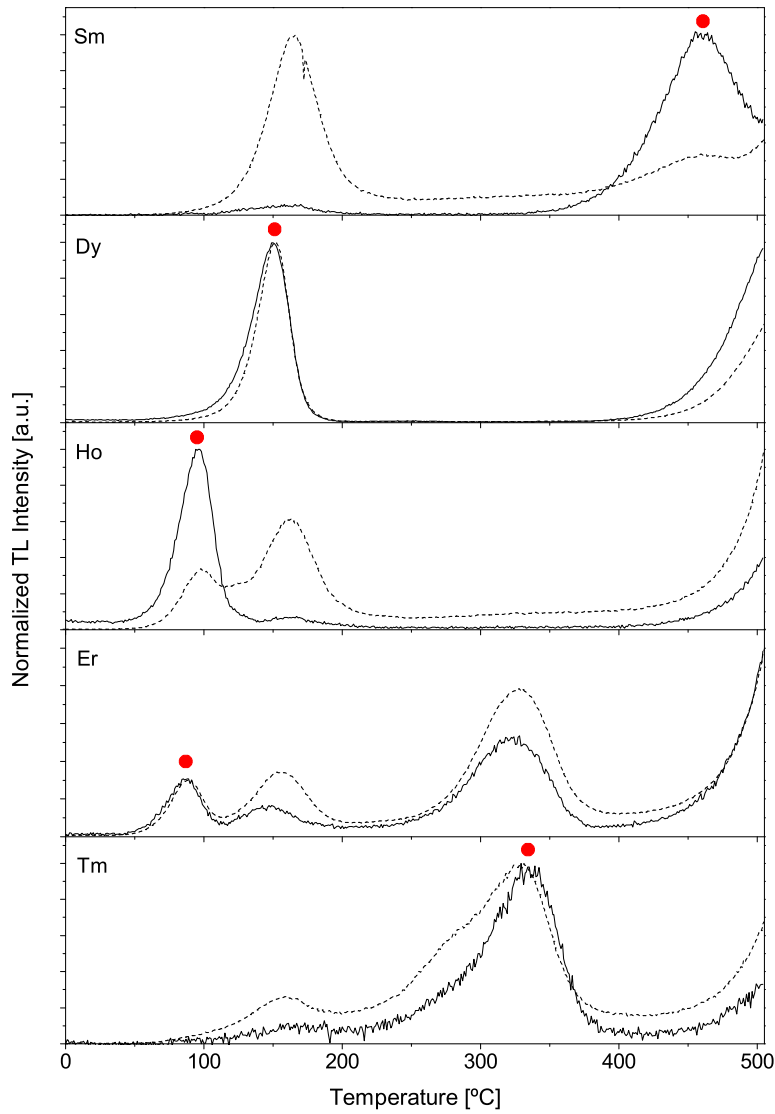 Sm
Dy
Ho
Er
Tm
Normalized TL Intensity [a.u.]
0 100 200 300 400 500
Temperature [ºC]